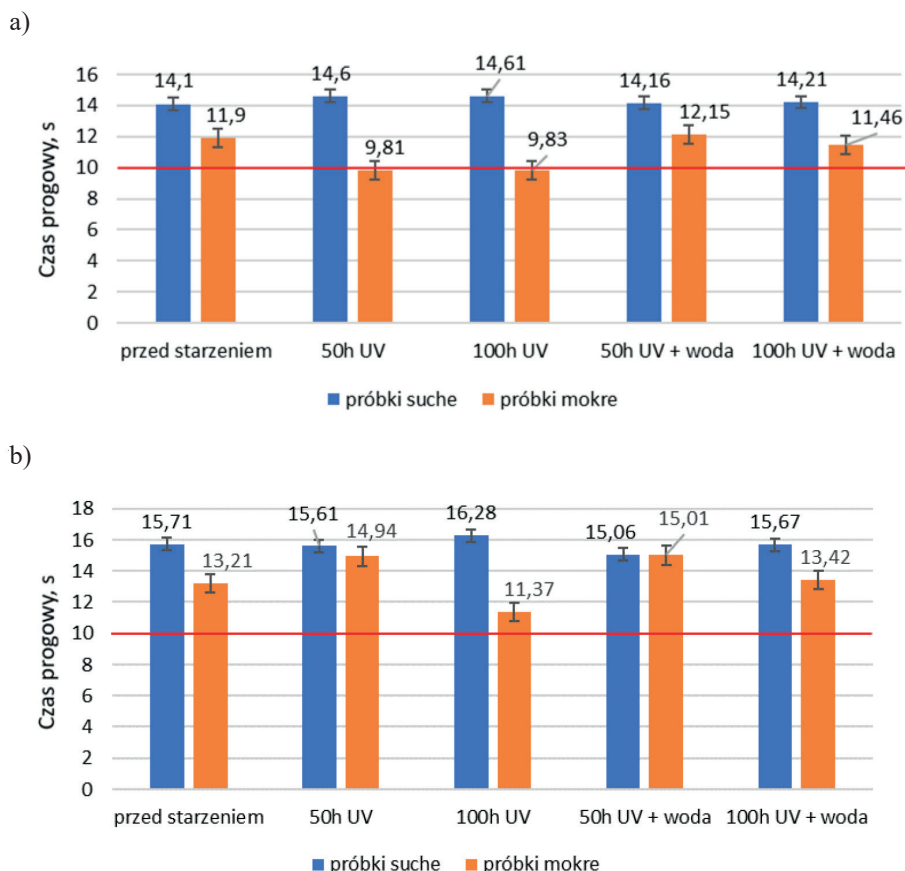 a)
14,1 11,9 14,6 9,81 14,61 9,83 14,16 12,15 14,21 11,46
Czas progowy, s
16
14
12
10
8
6
4
2
0
przed starzeniem 50h UV 100h UV 50h UV + woda 100h UV + woda
próbki suche próbki mokre
b)
15,71 13,21 15,61 14,94 16,28 11,37 15,06 15,01 15,67 13,42
Czas progowy, s
18
16
14
12
10
8
6
4
2
0
przed starzeniem 50h UV 100h UV 50h UV + woda 100h UV + woda
próbki suche próbki mokre